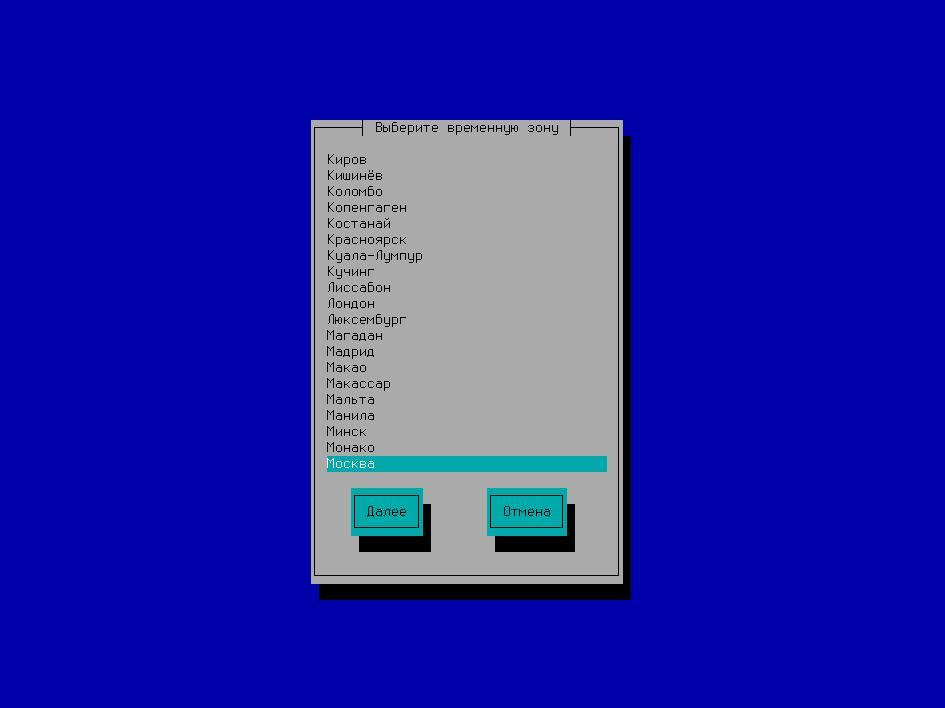 Выберите временную зону
Киров
Кишинёв
Коломбо
Копенгаген
Костанай
Красноярск
Куала-Лумпур
Кучинг
Лиссабон
Лондон
Люксембург
Магадан
Мадрид
Макао
Макассар
Мальта
Манила
Минск
Монако
Москва
Далее Отмена